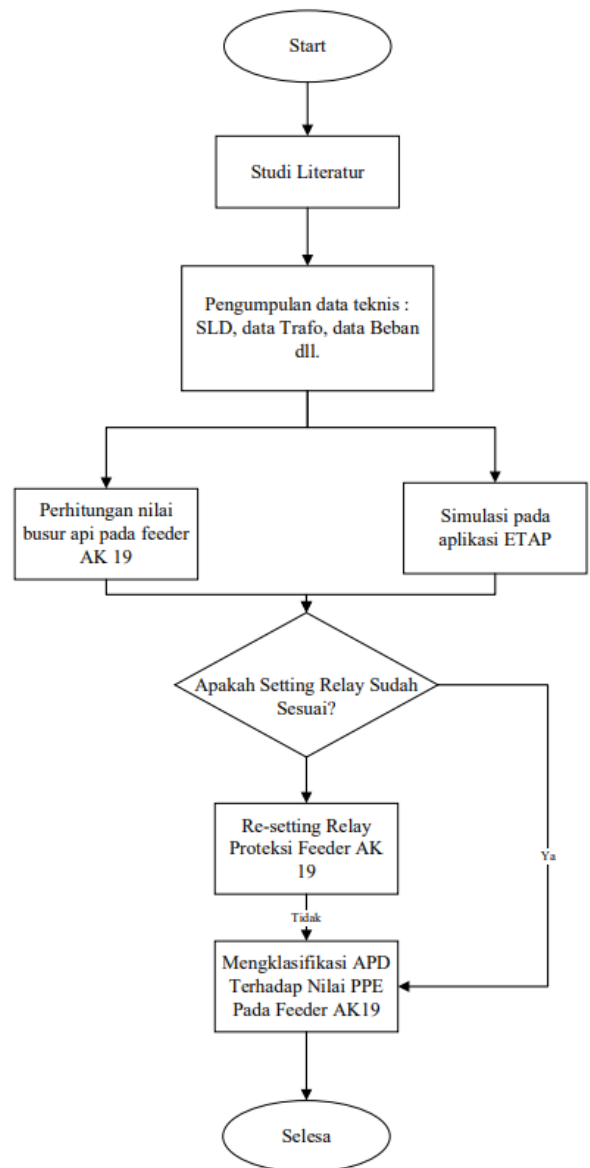 Start
Studi Literatur
Pengumpulan data teknis :
SLD, data Trafo, data Beban
dll.
Perhitungan nilai
busur api pada feeder
AK 19
Simulasi pada
aplikasi ETAP
Apakah Setting Relay Sudah
Sesuai?
Re-setting Relay
Proteksi Feeder AK
19
Ya
Tidak
Mengklasifikasi APD
Terhadap Nilai PPE
Pada Feeder AK19
Selesa